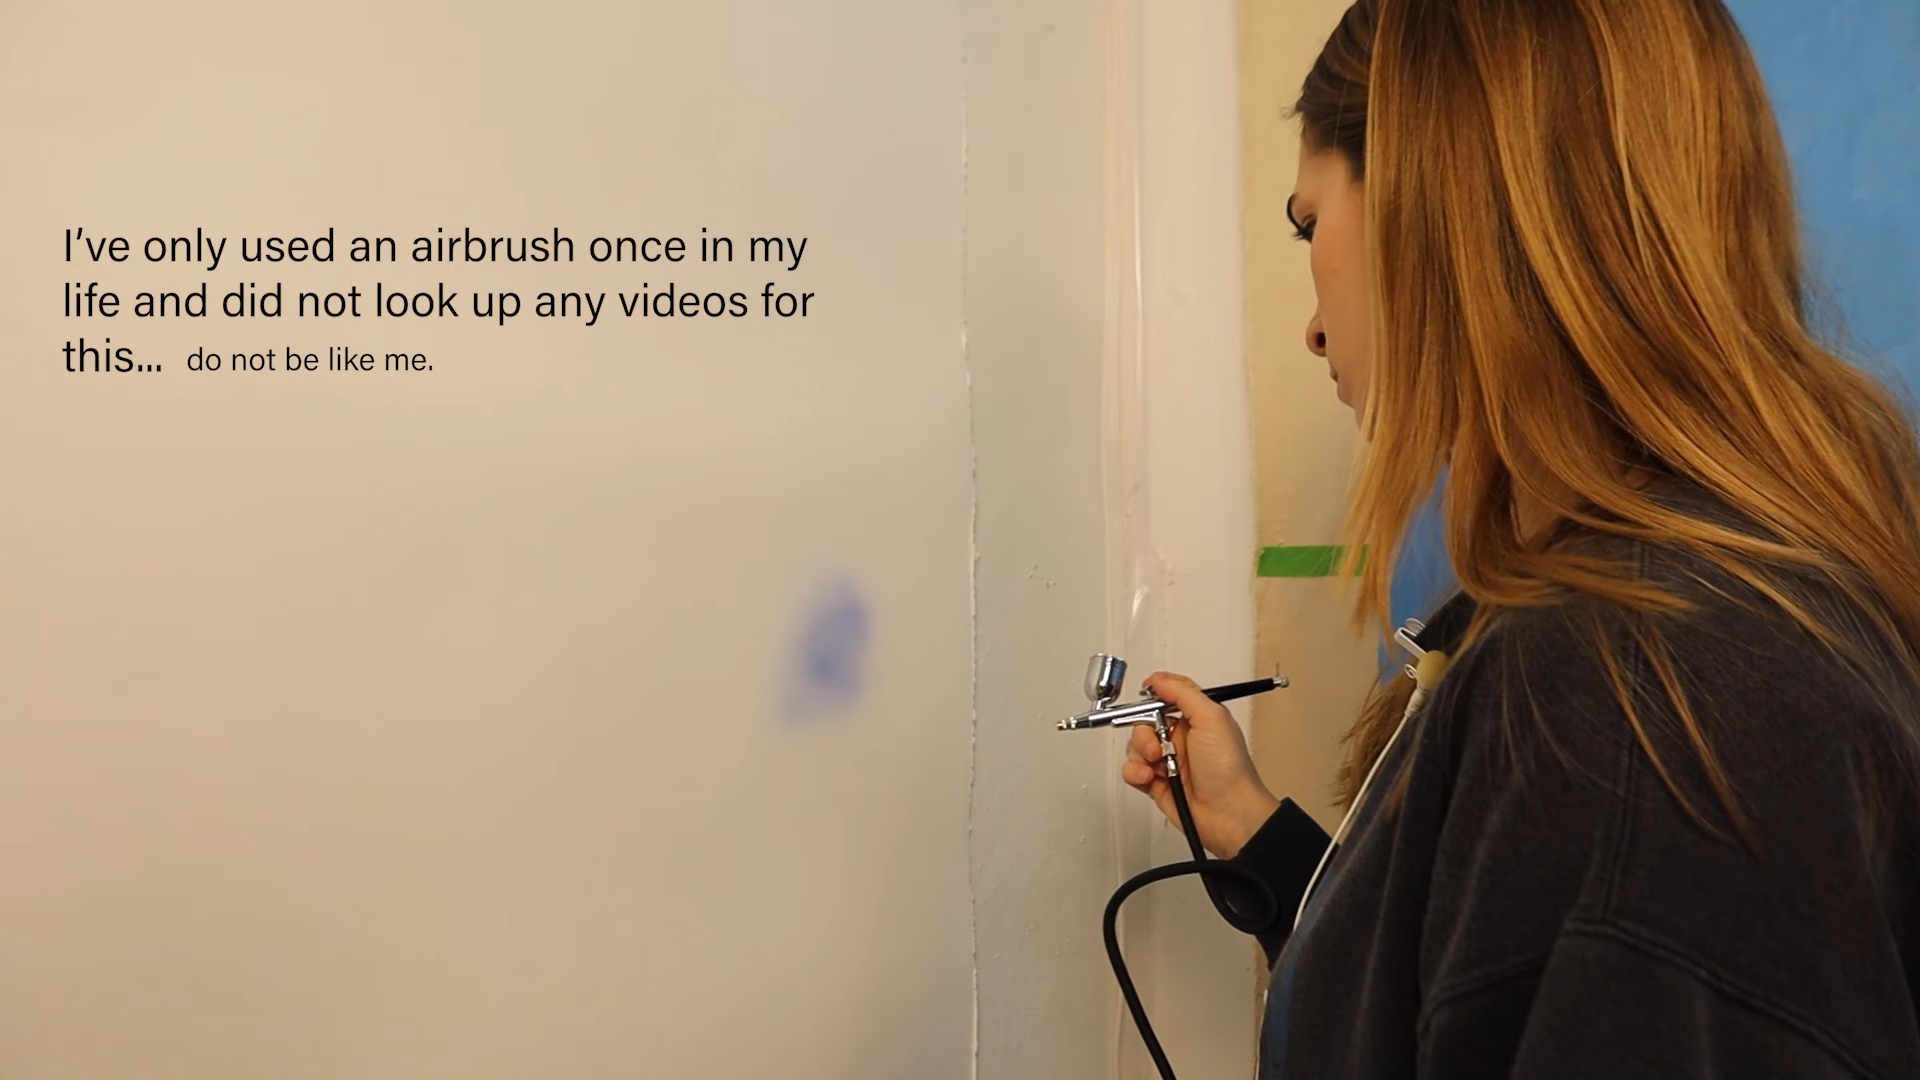 I’ve only used an airbrush once in my
life and did not look up any videos for
this... do not be like me.